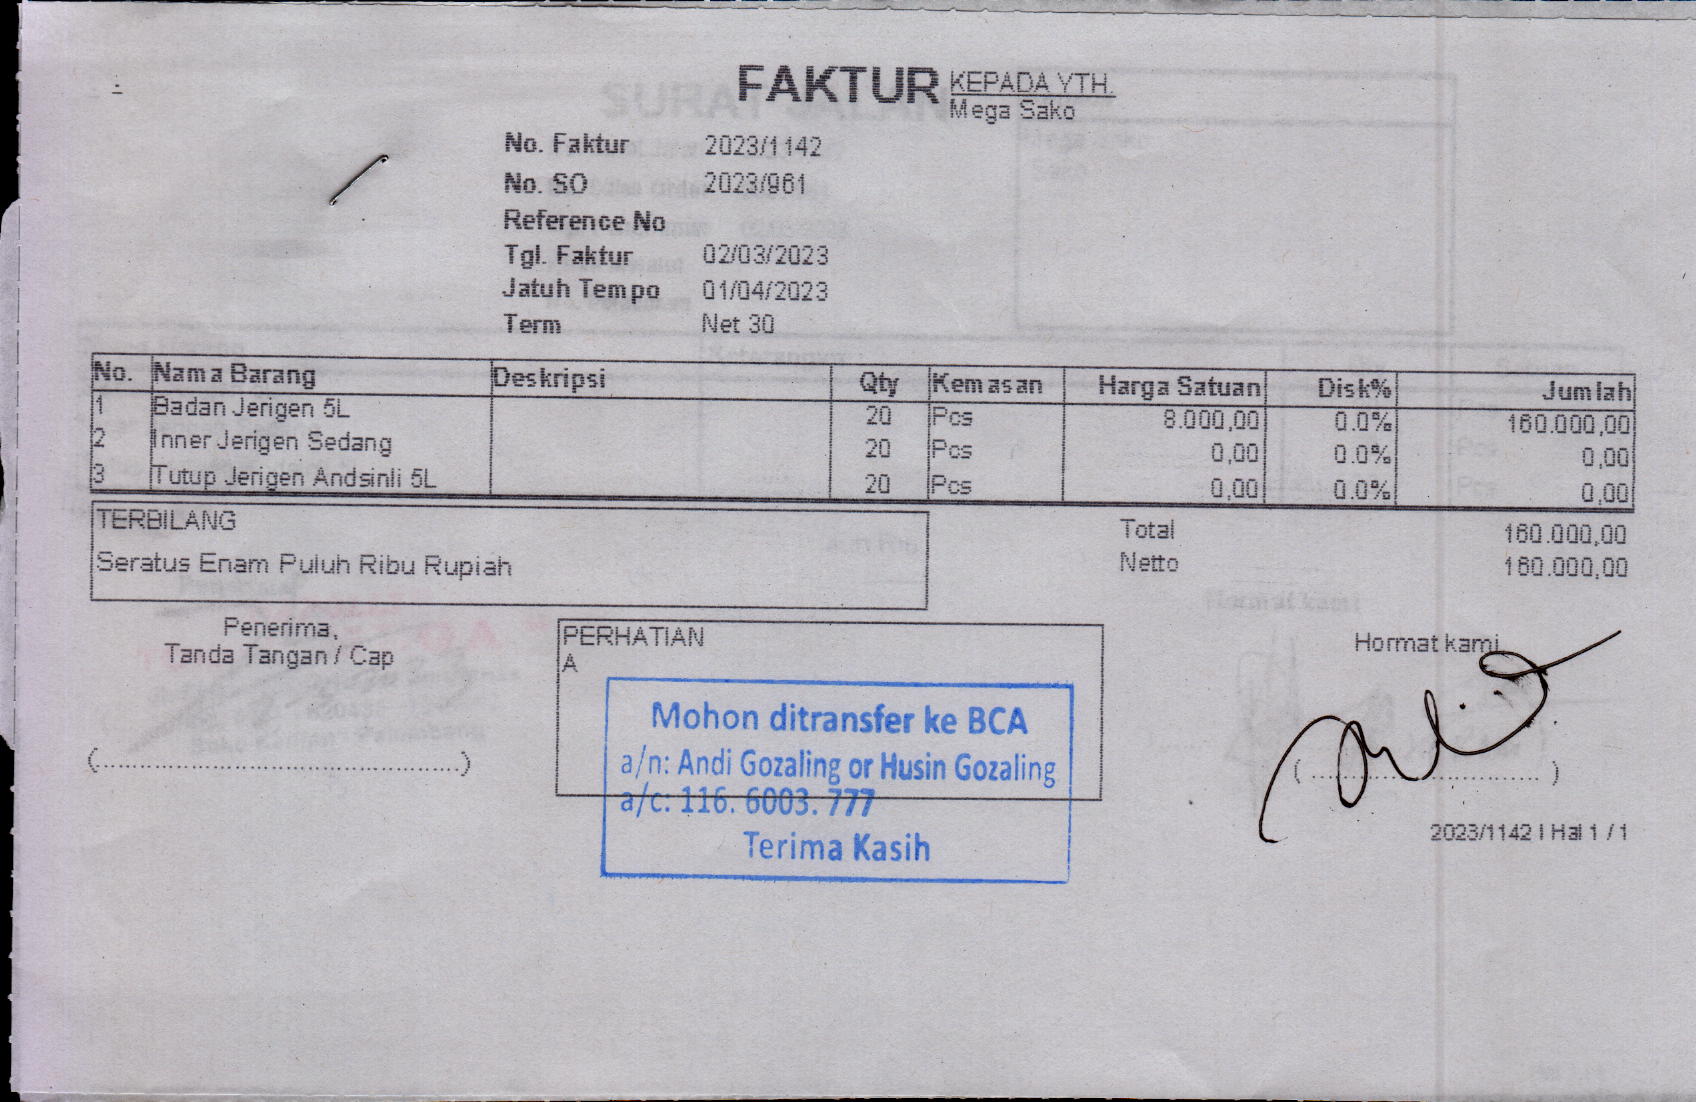 FAKTUR
KEPADA YTH.
Mega Sako
No. Faktur 2023/1142
No. SO 2023/961
Reference No
Tgl. Faktur 02/03/2023
Jatuh Tempo 01/04/2023
Term Net 30
No. Nama Barang Deskripsi Qty Kemasan Harga Satuan Disk% Jumlah
1 Badan Jerigen 5L 20 Pcs 8.000,00 0.0% 160.000,00
2 Inner Jerigen Sedang 20 Pcs 0,00 0.0% 0,00
3 Tutup Jerigen Andsinli 5L 20 Pcs 0,00 0.0% 0,00
TERBILANG
Seratus Enam Puluh Ribu Rupiah
Total 160.000,00
Netto 160.000,00
Penerima,
Tanda Tangan / Cap
(..............................................)
PERHATIAN
A
Mohon ditransfer ke BCA
a/n: Andi Gozaling or Husin Gozaling
a/c: 116. 6003. 777
Terima Kasih
Hormat kami
( ............................. )
2023/1142 | Hal 1 / 1